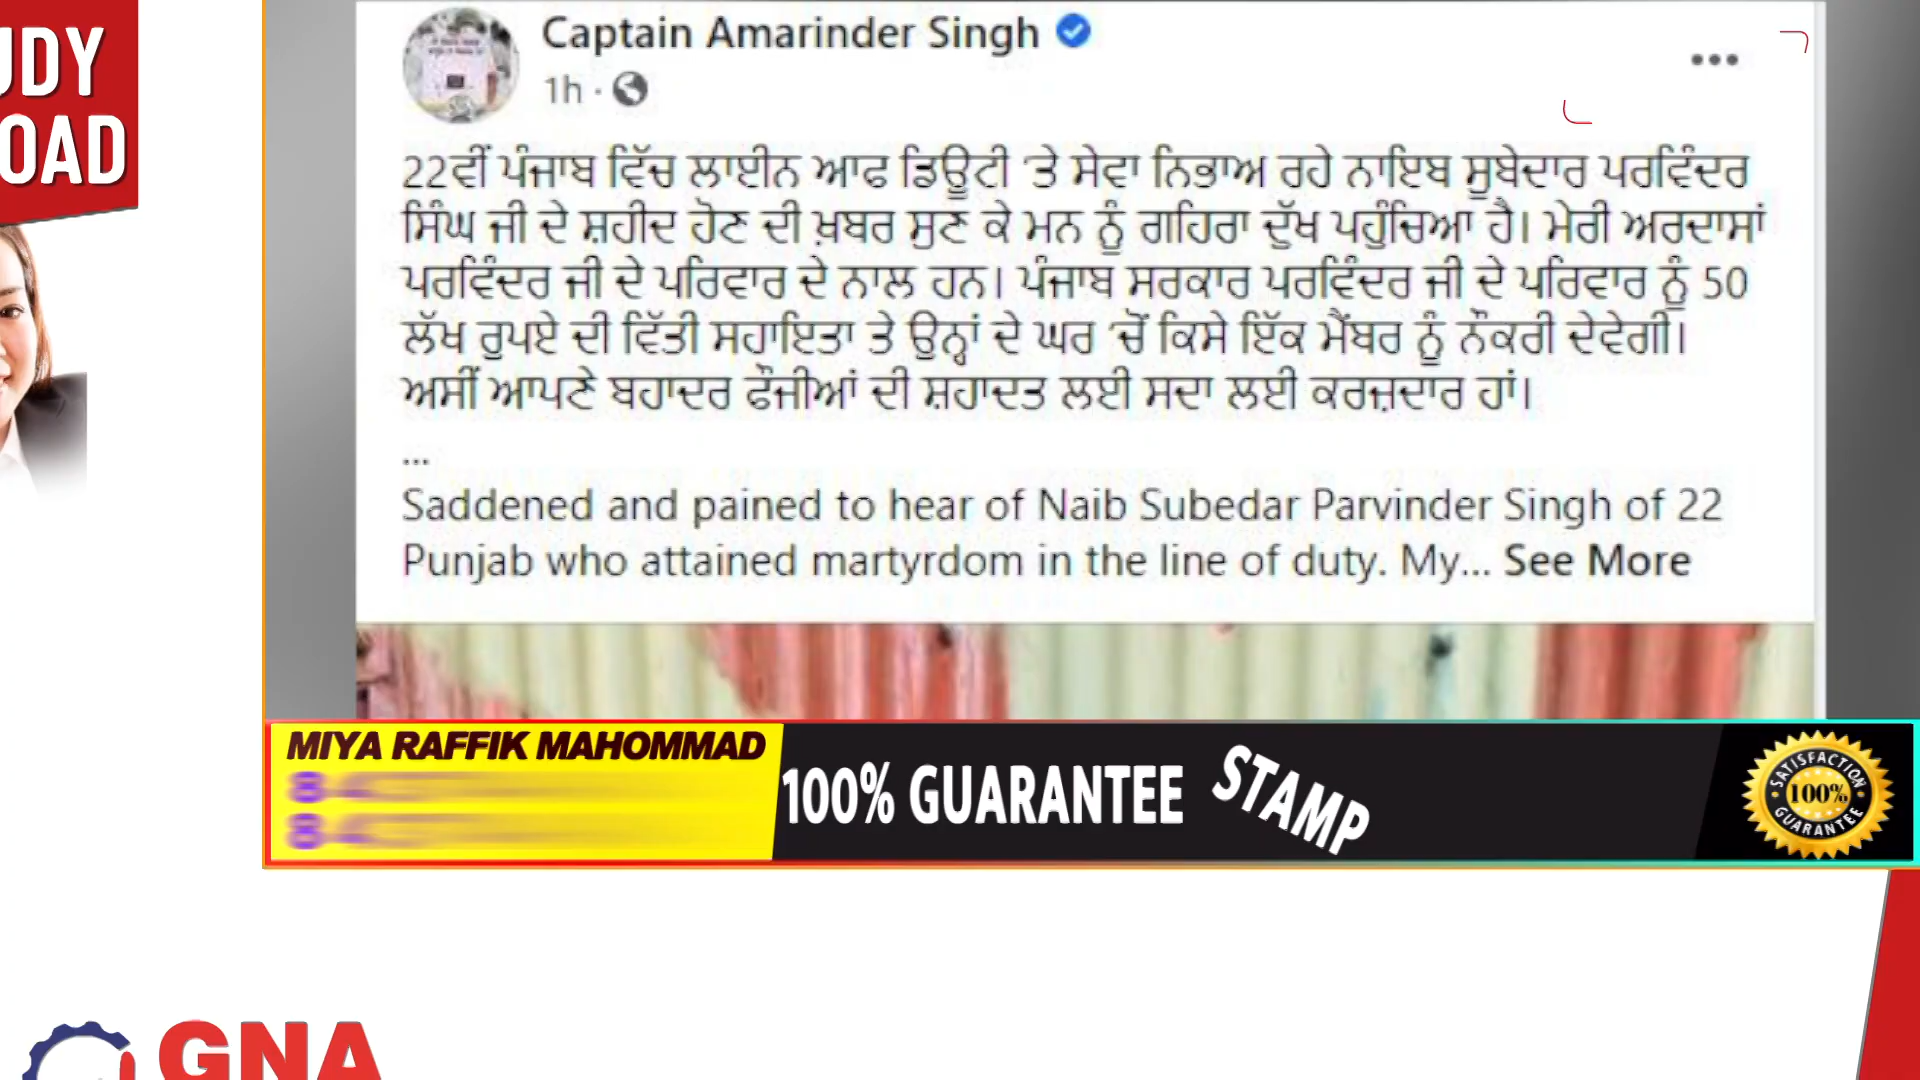 UDY
OAD
Captain Amarinder Singh
1h ·
22ਵੀਂ ਪੰਜਾਬ ਵਿੱਚ ਲਾਈਨ ਆਫ ਡਿਊਟੀ 'ਤੇ ਸੇਵਾ ਨਿਭਾਅ ਰਹੇ ਨਾਇਬ ਸੂਬੇਦਾਰ ਪਰਵਿੰਦਰ
ਸਿੰਘ ਜੀ ਦੇ ਸ਼ਹੀਦ ਹੋਣ ਦੀ ਖ਼ਬਰ ਸੁਣ ਕੇ ਮਨ ਨੂੰ ਗਹਿਰਾ ਦੁੱਖ ਪਹੁੰਚਿਆ ਹੈ। ਮੇਰੀ ਅਰਦਾਸਾਂ
ਪਰਵਿੰਦਰ ਜੀ ਦੇ ਪਰਿਵਾਰ ਦੇ ਨਾਲ ਹਨ। ਪੰਜਾਬ ਸਰਕਾਰ ਪਰਵਿੰਦਰ ਜੀ ਦੇ ਪਰਿਵਾਰ ਨੂੰ 50
ਲੱਖ ਰੁਪਏ ਦੀ ਵਿੱਤੀ ਸਹਾਇਤਾ ਤੇ ਉਨ੍ਹਾਂ ਦੇ ਘਰ 'ਚੋਂ ਕਿਸੇ ਇੱਕ ਮੈਂਬਰ ਨੂੰ ਨੌਕਰੀ ਦੇਵੇਗੀ।
ਅਸੀਂ ਆਪਣੇ ਬਹਾਦਰ ਫੌਜੀਆਂ ਦੀ ਸ਼ਹਾਦਤ ਲਈ ਸਦਾ ਲਈ ਕਰਜ਼ਦਾਰ ਹਾਂ।
...
Saddened and pained to hear of Naib Subedar Parvinder Singh of 22
Punjab who attained martyrdom in the line of duty. My... See More
MIYA RAFFIK MAHOMMAD
8
8
100% GUARANTEE STAMP
SATISFACTION
100%
GUARANTEE
GNA